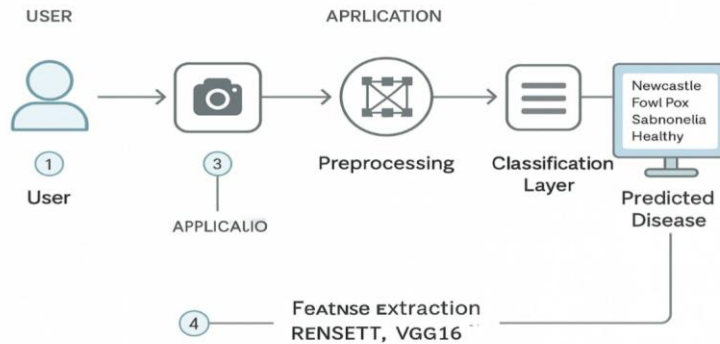 USER
APRLICATION
Newcastle
Fowl Pox
Sabnonelia
Healthy
1
3
Preprocessing
Classification
Layer
User
Predicted
Disease
APPLICALIO
4
Featnse Extraction
RENSETT, VGG16